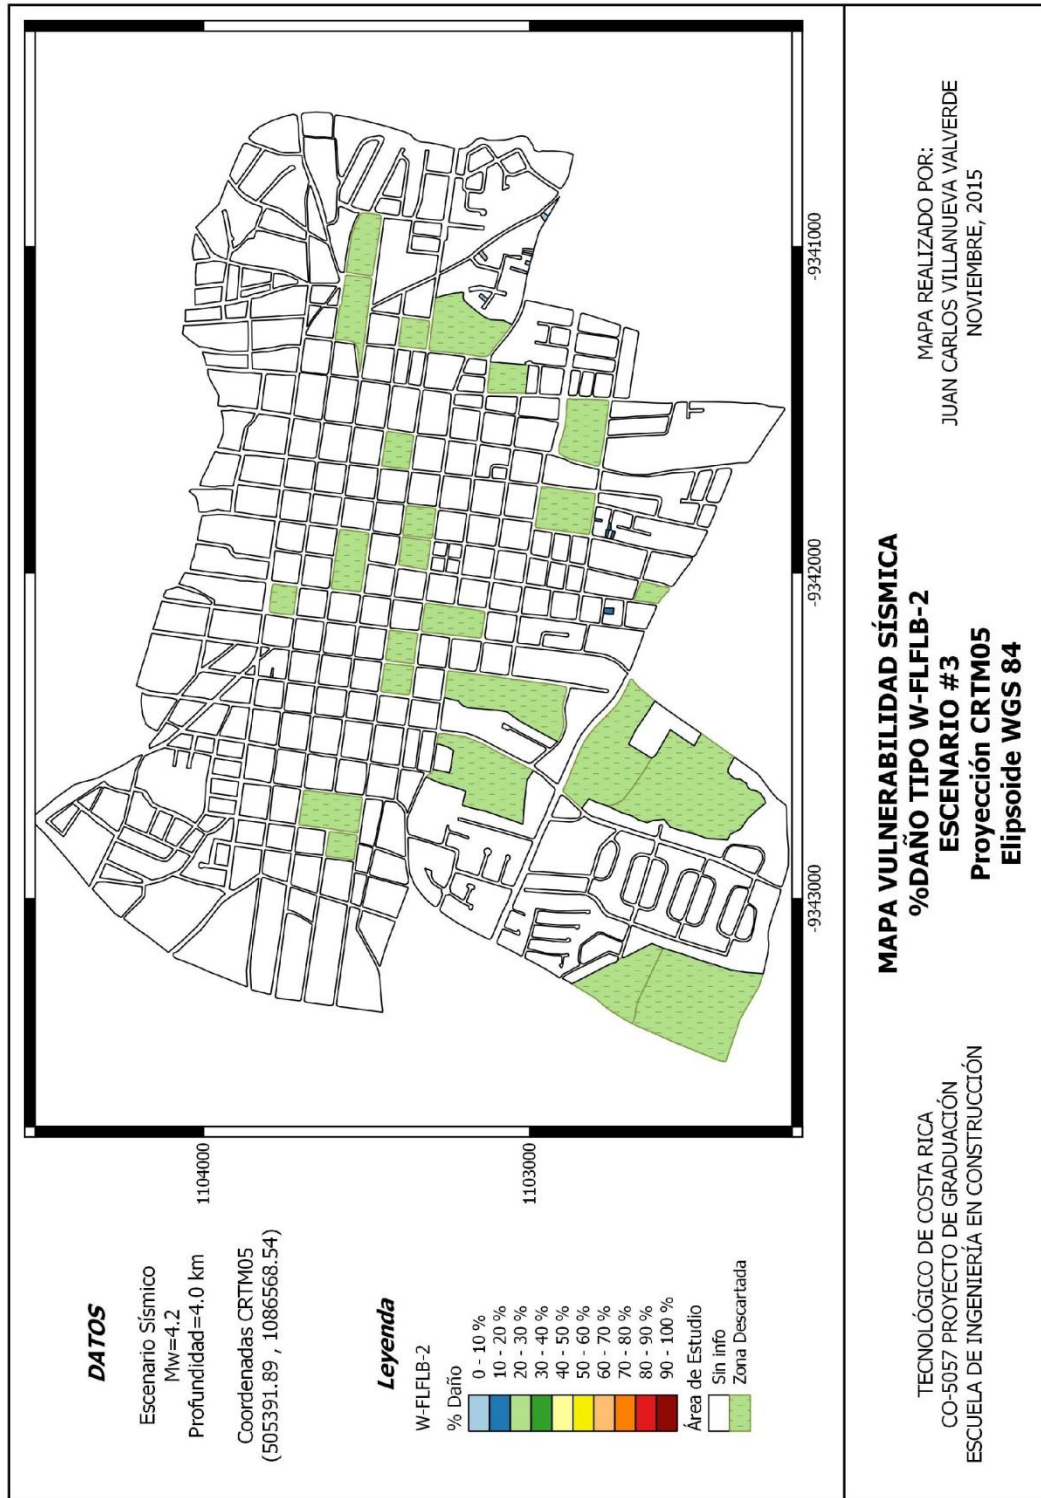 DATOS
Escenario Sísmico
Mw=4.2
Profundidad=4.0 km
Coordenadas CRTM05
(505391.89 , 1086568.54)
Leyenda
W-FLFLB-2
% Daño
0 - 10 %
10 - 20 %
20 - 30 %
30 - 40 %
40 - 50 %
50 - 60 %
60 - 70 %
70 - 80 %
80 - 90 %
90 - 100 %
Área de Estudio
Sin info
Zona Descartada
1104000
1103000
-9343000
-9342000
-9341000
TECNOLÓGICO DE COSTA RICA
CO-5057 PROYECTO DE GRADUACIÓN
ESCUELA DE INGENIERÍA EN CONSTRUCCIÓN
MAPA VULNERABILIDAD SÍSMICA
%DAÑO TIPO W-FLFLB-2
ESCENARIO #3
Proyección CRTM05
Elipsoide WGS 84
MAPA REALIZADO POR:
JUAN CARLOS VILLANUEVA VALVERDE
NOVIEMBRE, 2015